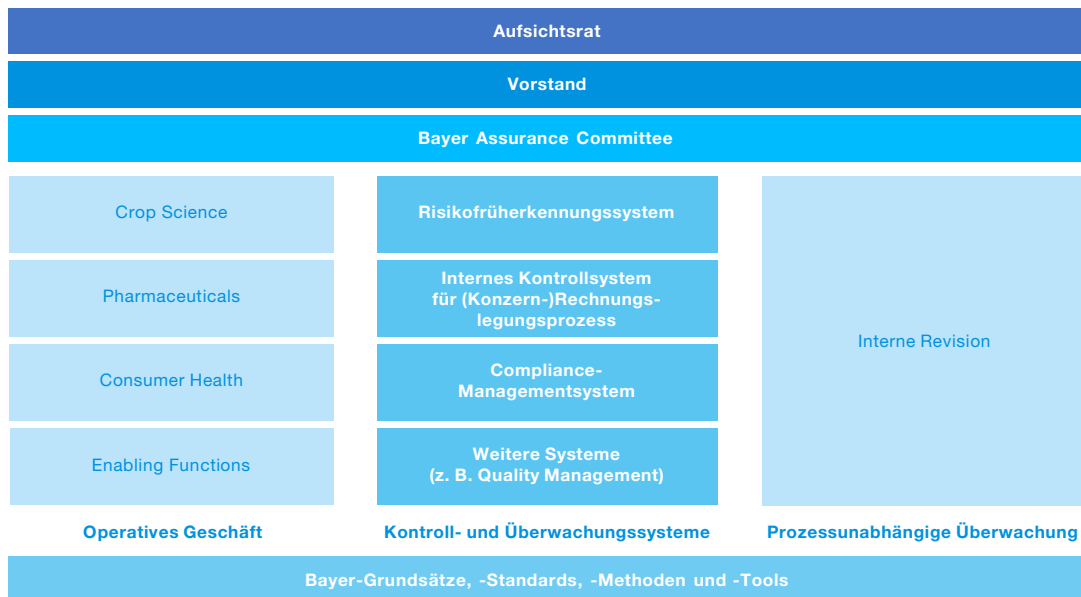 Aufsichtsrat
Vorstand
Bayer Assurance Committee
Crop Science
Pharmaceuticals
Consumer Health
Enabling Functions
Operatives Geschäft
Risikofrüherkennungssystem
Internes Kontrollsystem
für (Konzern-)Rechnungs-
legungsprozess
Compliance-
Managementsystem
Weitere Systeme
(z. B. Quality Management)
Kontroll- und Überwachungssysteme
Interne Revision
Prozessunabhängige Überwachung
Bayer-Grundsätze, -Standards, -Methoden und -Tools